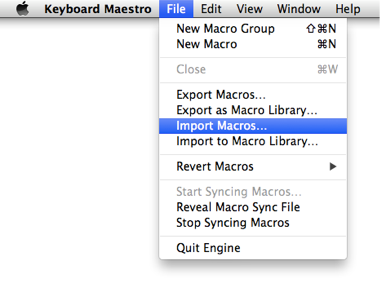 Keyboard Maestro File Edit View Window Help
New Macro Group ⇧⌘N
New Macro ⌘N
Close ⌘W
Export Macros...
Export as Macro Library...
Import Macros...
Import to Macro Library...
Revert Macros ▶
Start Syncing Macros...
Reveal Macro Sync File
Stop Syncing Macros
Quit Engine